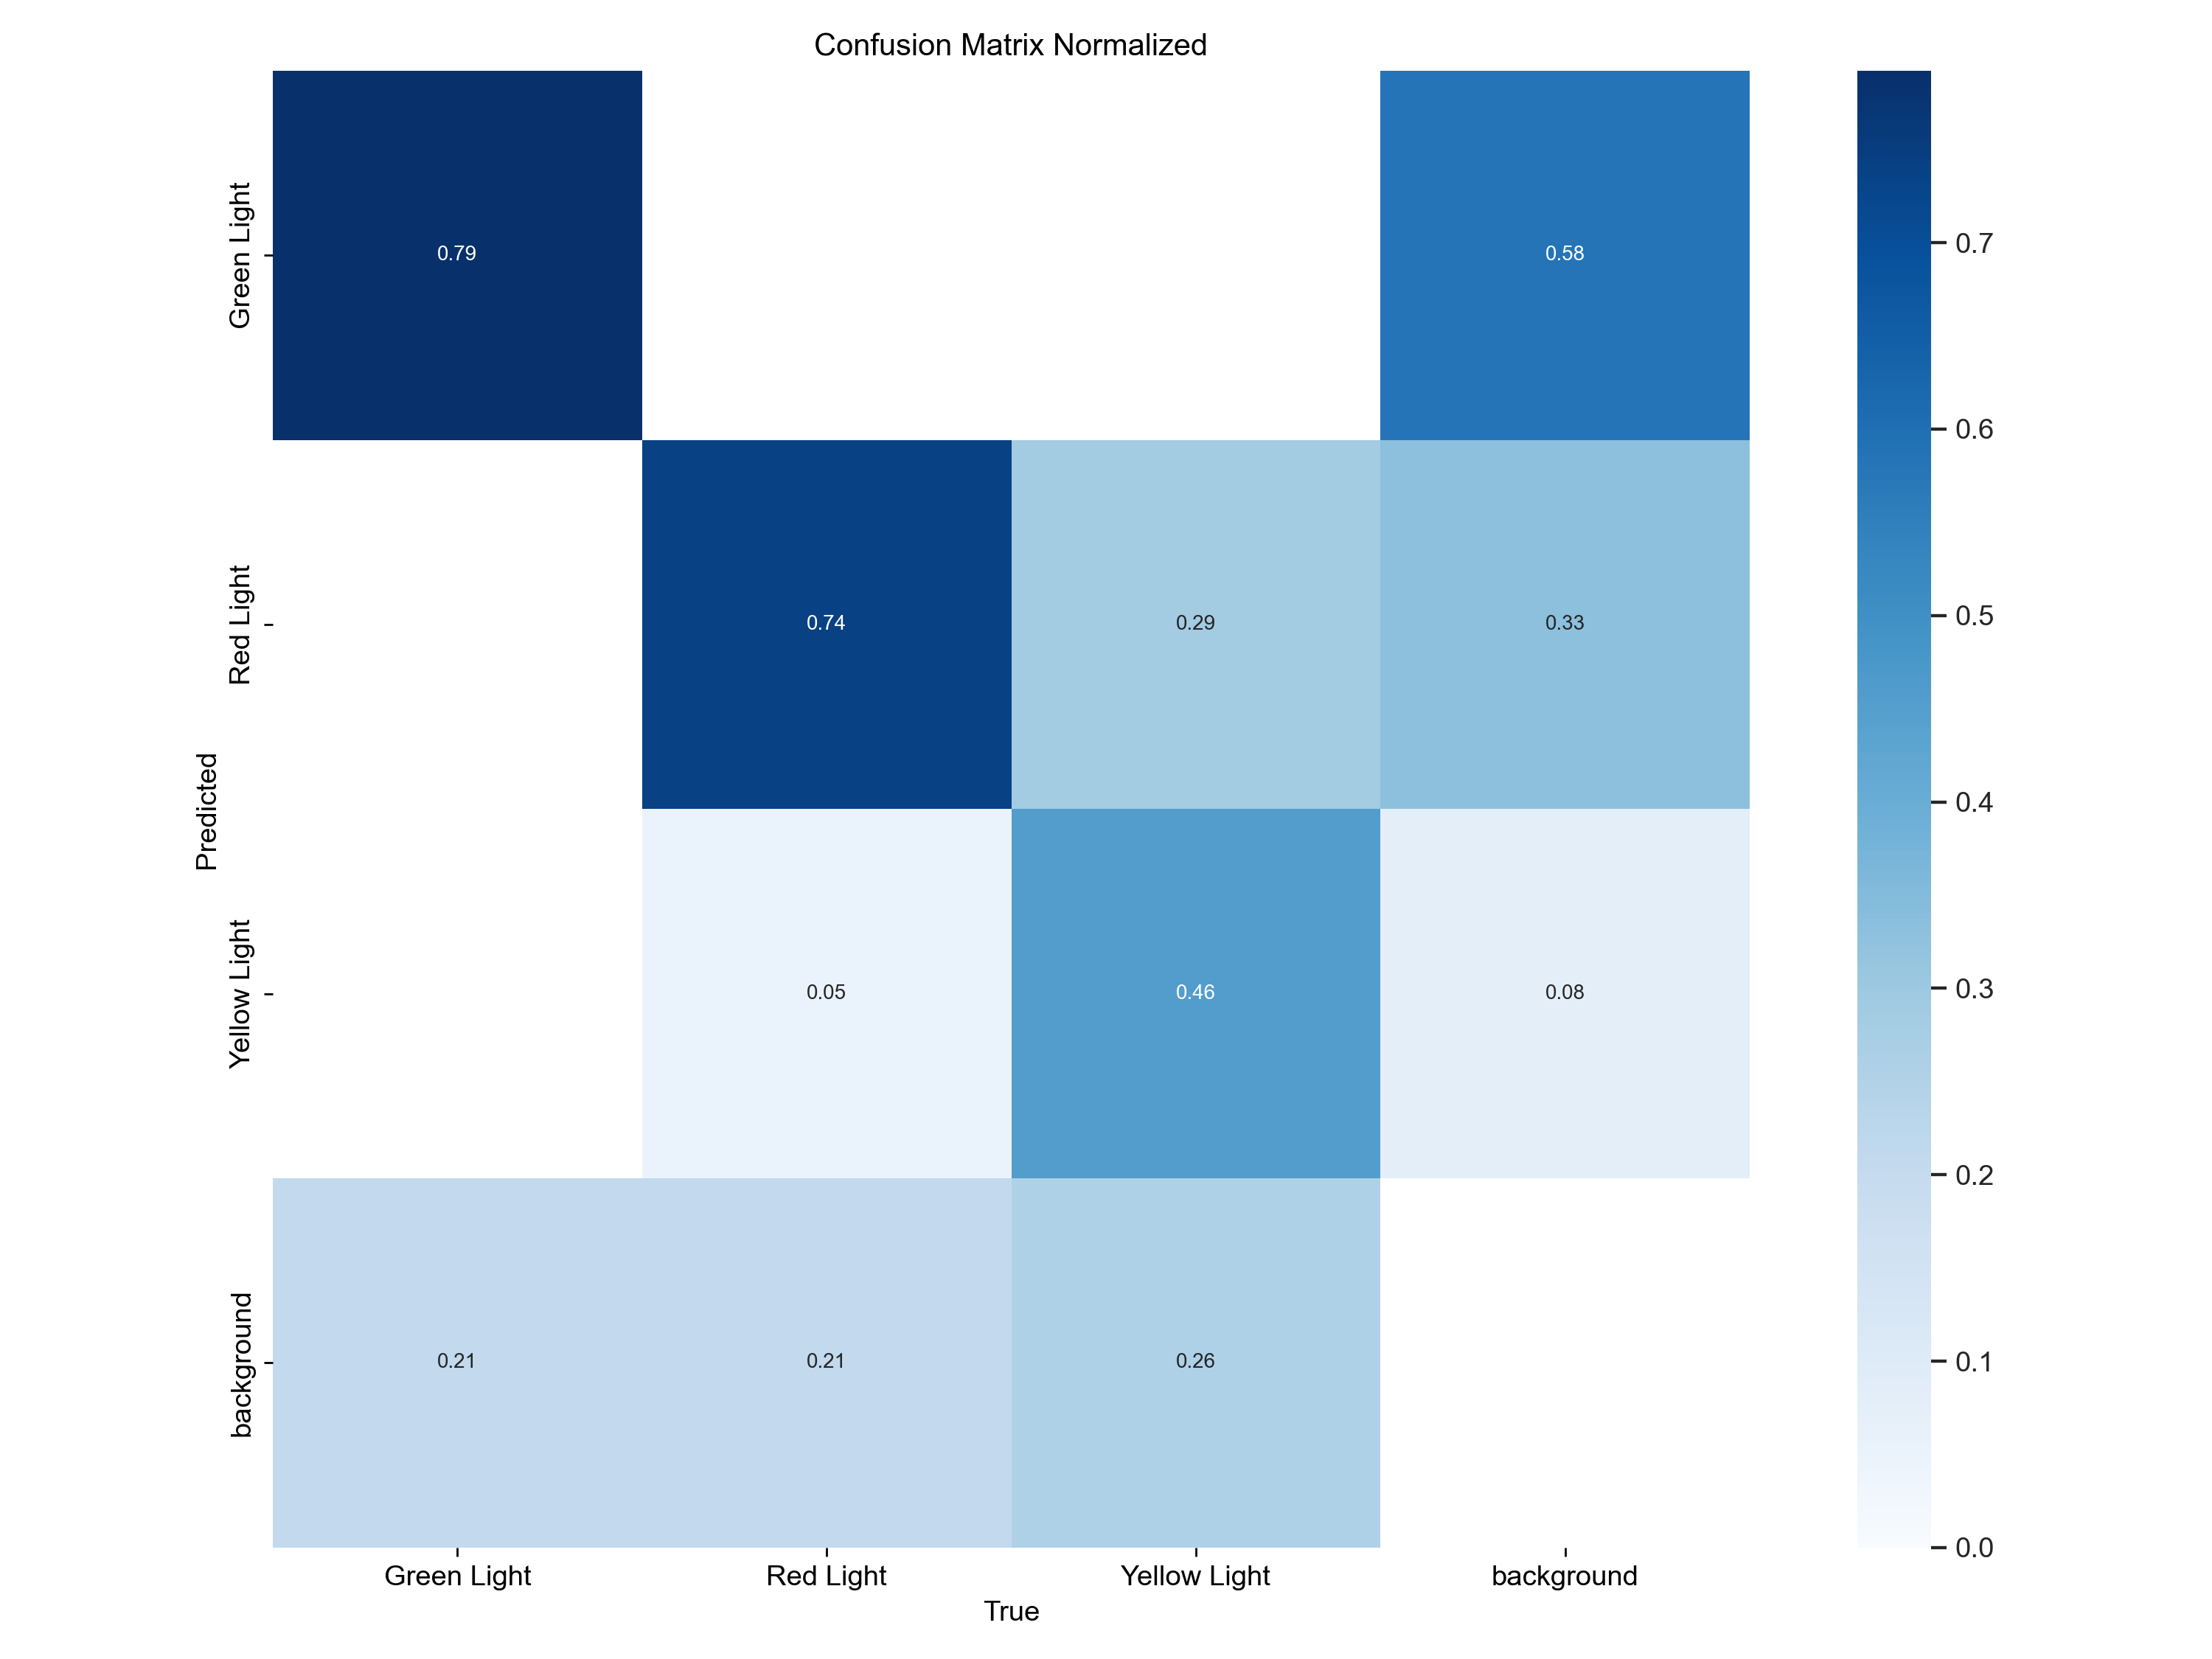 Confusion Matrix Normalized
Green Light
0.79
0.58
0.7
0.6
Red Light
0.74
0.29
0.33
0.5
0.4
Predicted
Yellow Light
0.05
0.46
0.08
0.3
0.2
background
0.21
0.21
0.26
0.1
0.0
Green Light
Red Light
Yellow Light
background
True